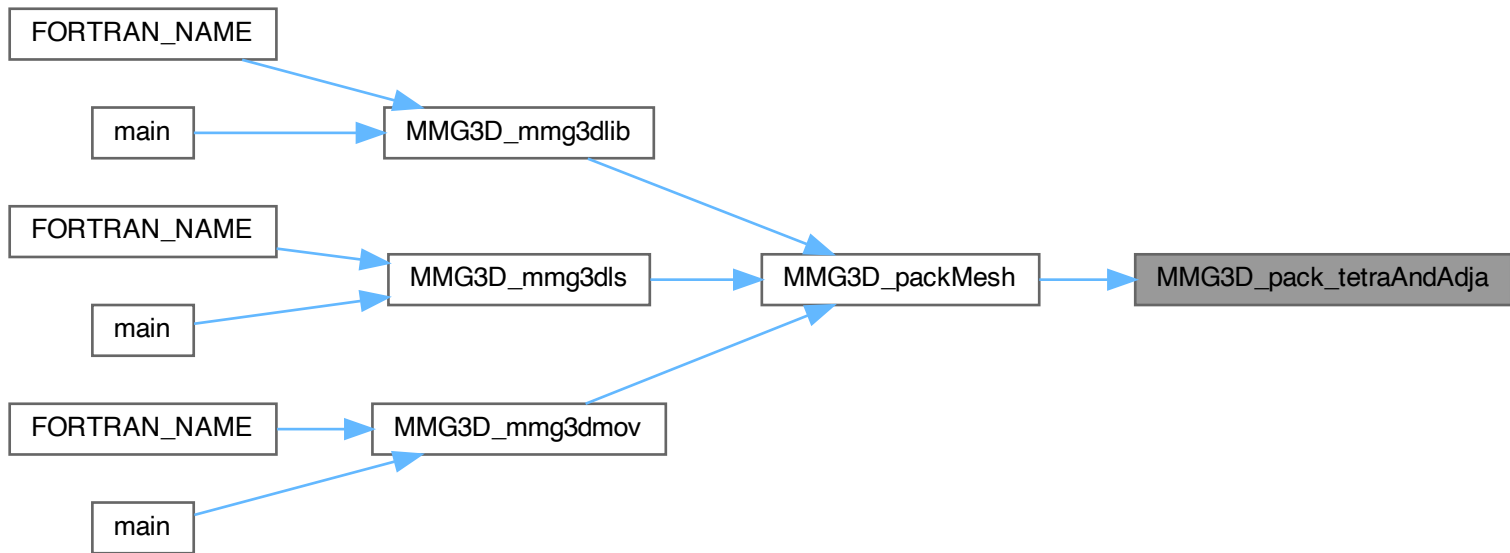 FORTRAN_NAME
main
MMG3D_mmg3dlib
FORTRAN_NAME
main
MMG3D_mmg3dls
MMG3D_packMesh
MMG3D_pack_tetraAndAdja
FORTRAN_NAME
main
MMG3D_mmg3dmov